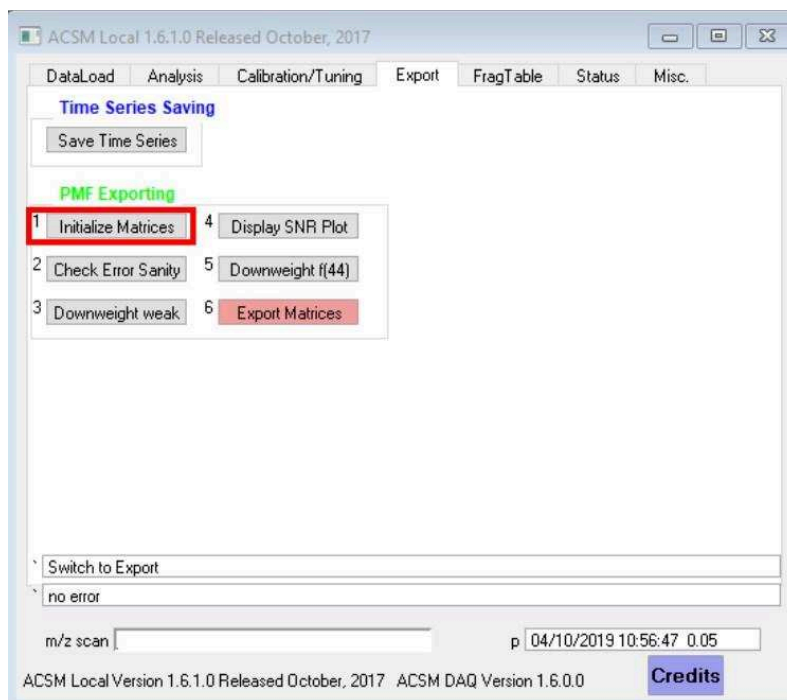 ACSM Local 1.6.1.0 Released October, 2017
DataLoad Analysis Calibration/Tuning Export FragTable Status Misc.
Time Series Saving
Save Time Series
PMF Exporting
1 Initialize Matrices 4 Display SNR Plot
2 Check Error Sanity 5 Downweight f(44)
3 Downweight weak 6 Export Matrices
` Switch to Export
` no error
m/z scan p 04/10/2019 10:56:47 0.05
ACSM Local Version 1.6.1.0 Released October, 2017 ACSM DAQ Version 1.6.0.0 Credits